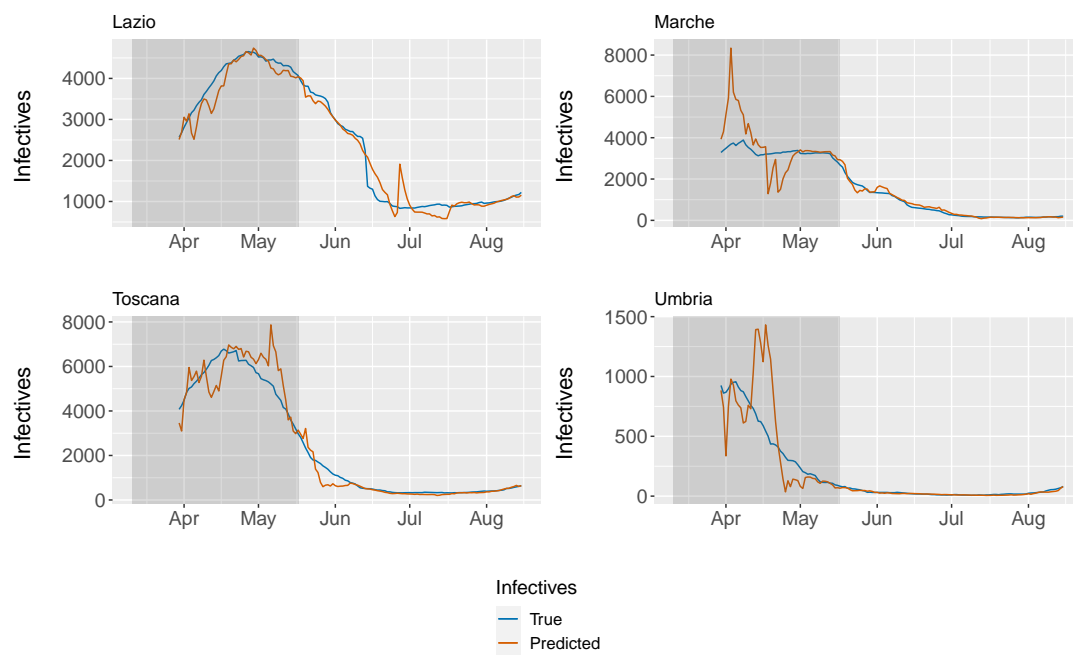 Lazio
Infectives
4000
3000
2000
1000
Apr May Jun Jul Aug
Marche
Infectives
8000
6000
4000
2000
0
Apr May Jun Jul Aug
Toscana
Infectives
8000
6000
4000
2000
0
Apr May Jun Jul Aug
Umbria
Infectives
1500
1000
500
0
Apr May Jun Jul Aug
Infectives
True
Predicted